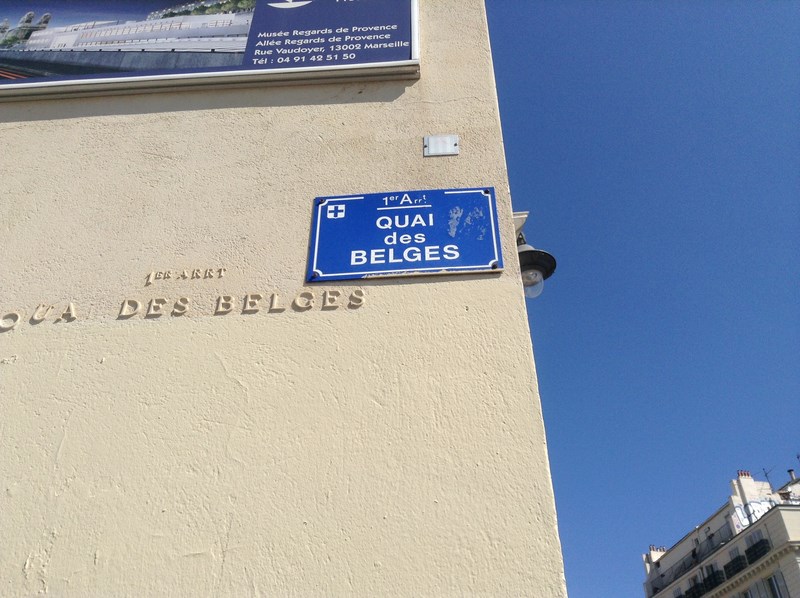 Musée Regards de Provence
Allée Regards de Provence
Rue Vaudoyer, 13002 Marseille
Tél : 04 91 42 51 50
1er Arrt
QUAI
des
BELGES
1ER ARRT
QUA DES BELGES